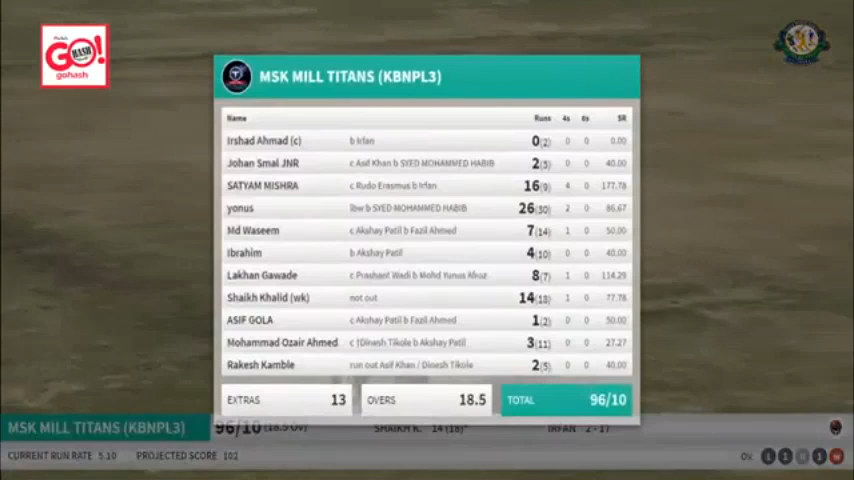 GO!
HASH
gohash
MSK MILL TITANS (KBNPL3)
Name Runs 4s 6s SR
Irshad Ahmad (c) b Irfan 0(2) 0 0 0.00
Johan Smal JNR c Asif Khan b SYED MOHAMMED HABIB 2(5) 0 0 40.00
SATYAM MISHRA c Rudo Erasmus b Irfan 16(9) 4 0 177.78
yonus lbw b SYED MOHAMMED HABIB 26(30) 2 0 86.67
Md Waseem c Akshay Patil b Fazil Ahmed 7(14) 1 0 50.00
Ibrahim b Akshay Patil 4(10) 0 0 40.00
Lakhan Gawade c Prashant Wadi b Mohd Yunus Afroz 8(7) 1 0 114.29
Shaikh Khalid (wk) not out 14(18) 1 0 77.78
ASIF GOLA c Akshay Patil b Fazil Ahmed 1(2) 0 0 50.00
Mohammad Ozair Ahmed c †Dinesh Tikole b Akshay Patil 3(11) 0 0 27.27
Rakesh Kamble run out Asif Khan / Dinesh Tikole 2(5) 0 0 40.00
EXTRAS 13 OVERS 18.5 TOTAL 96/10
MSK MILL TITANS (KBNPL3) 96/10 (18.5 Ov) SHAIKH K. 14 (18)* IRFAN 2 - 17
CURRENT RUN RATE 5.10 PROJECTED SCORE 102 Ov 1 1 0 1 W